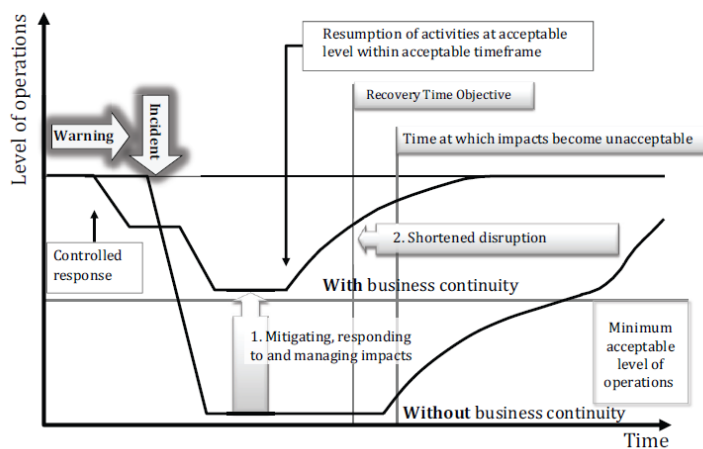 Level of operations
Resumption of activities at acceptable
level within acceptable timeframe
Recovery Time Objective
Warning
Incident
Time at which impacts become unacceptable
2. Shortened disruption
Controlled
response
With business continuity
1. Mitigating, responding
to and managing impacts
Minimum
acceptable
level of
operations
Without business continuity
Time